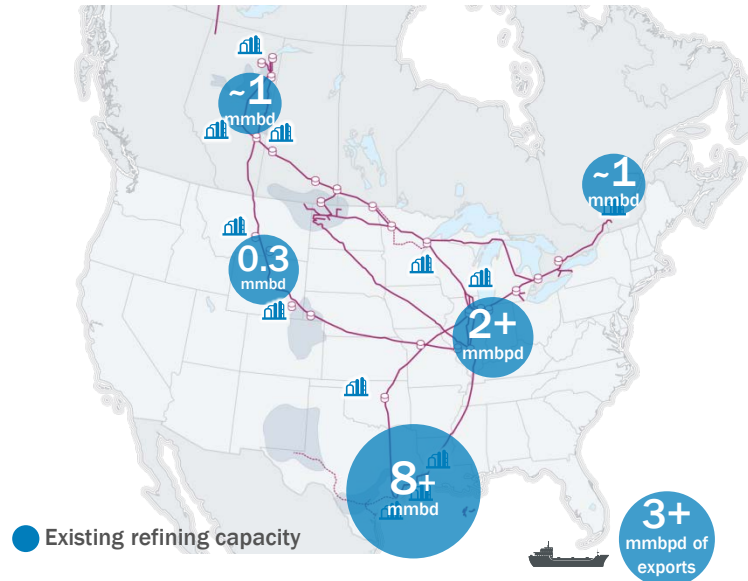 ~1
mmbd
~1
mmbd
0.3
mmbd
2+
mmbpd
8+
mmbd
Existing refining capacity
3+
mmbpd of
exports